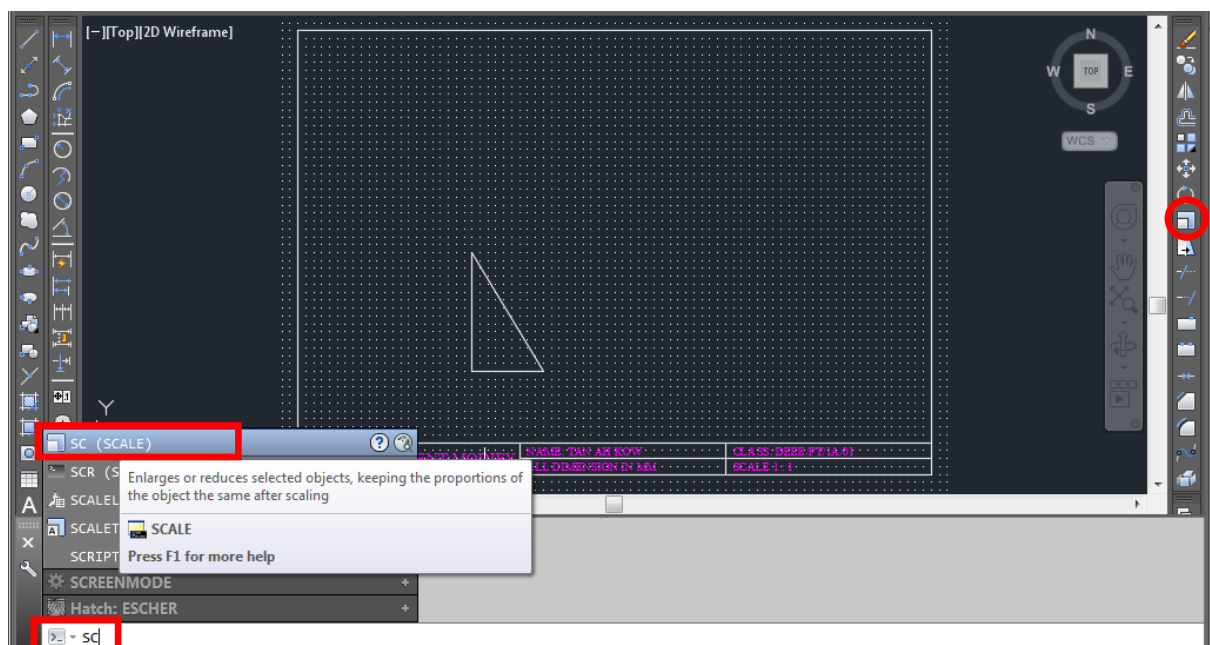 [−][Top][2D Wireframe]
N
W TOP E
S
WCS
Y
SC (SCALE)
NAME: TAN AH KOW
CLASS: DEEE/FT/1A/01
SCR (S
Enlarges or reduces selected objects, keeping the proportions of
the object the same after scaling
ALL DIMENSION IN MM
SCALE 1 : 1
SCALEL
SCALET
SCALE
SCRIPT
Press F1 for more help
SCREENMODE
Hatch: ESCHER
sc
A